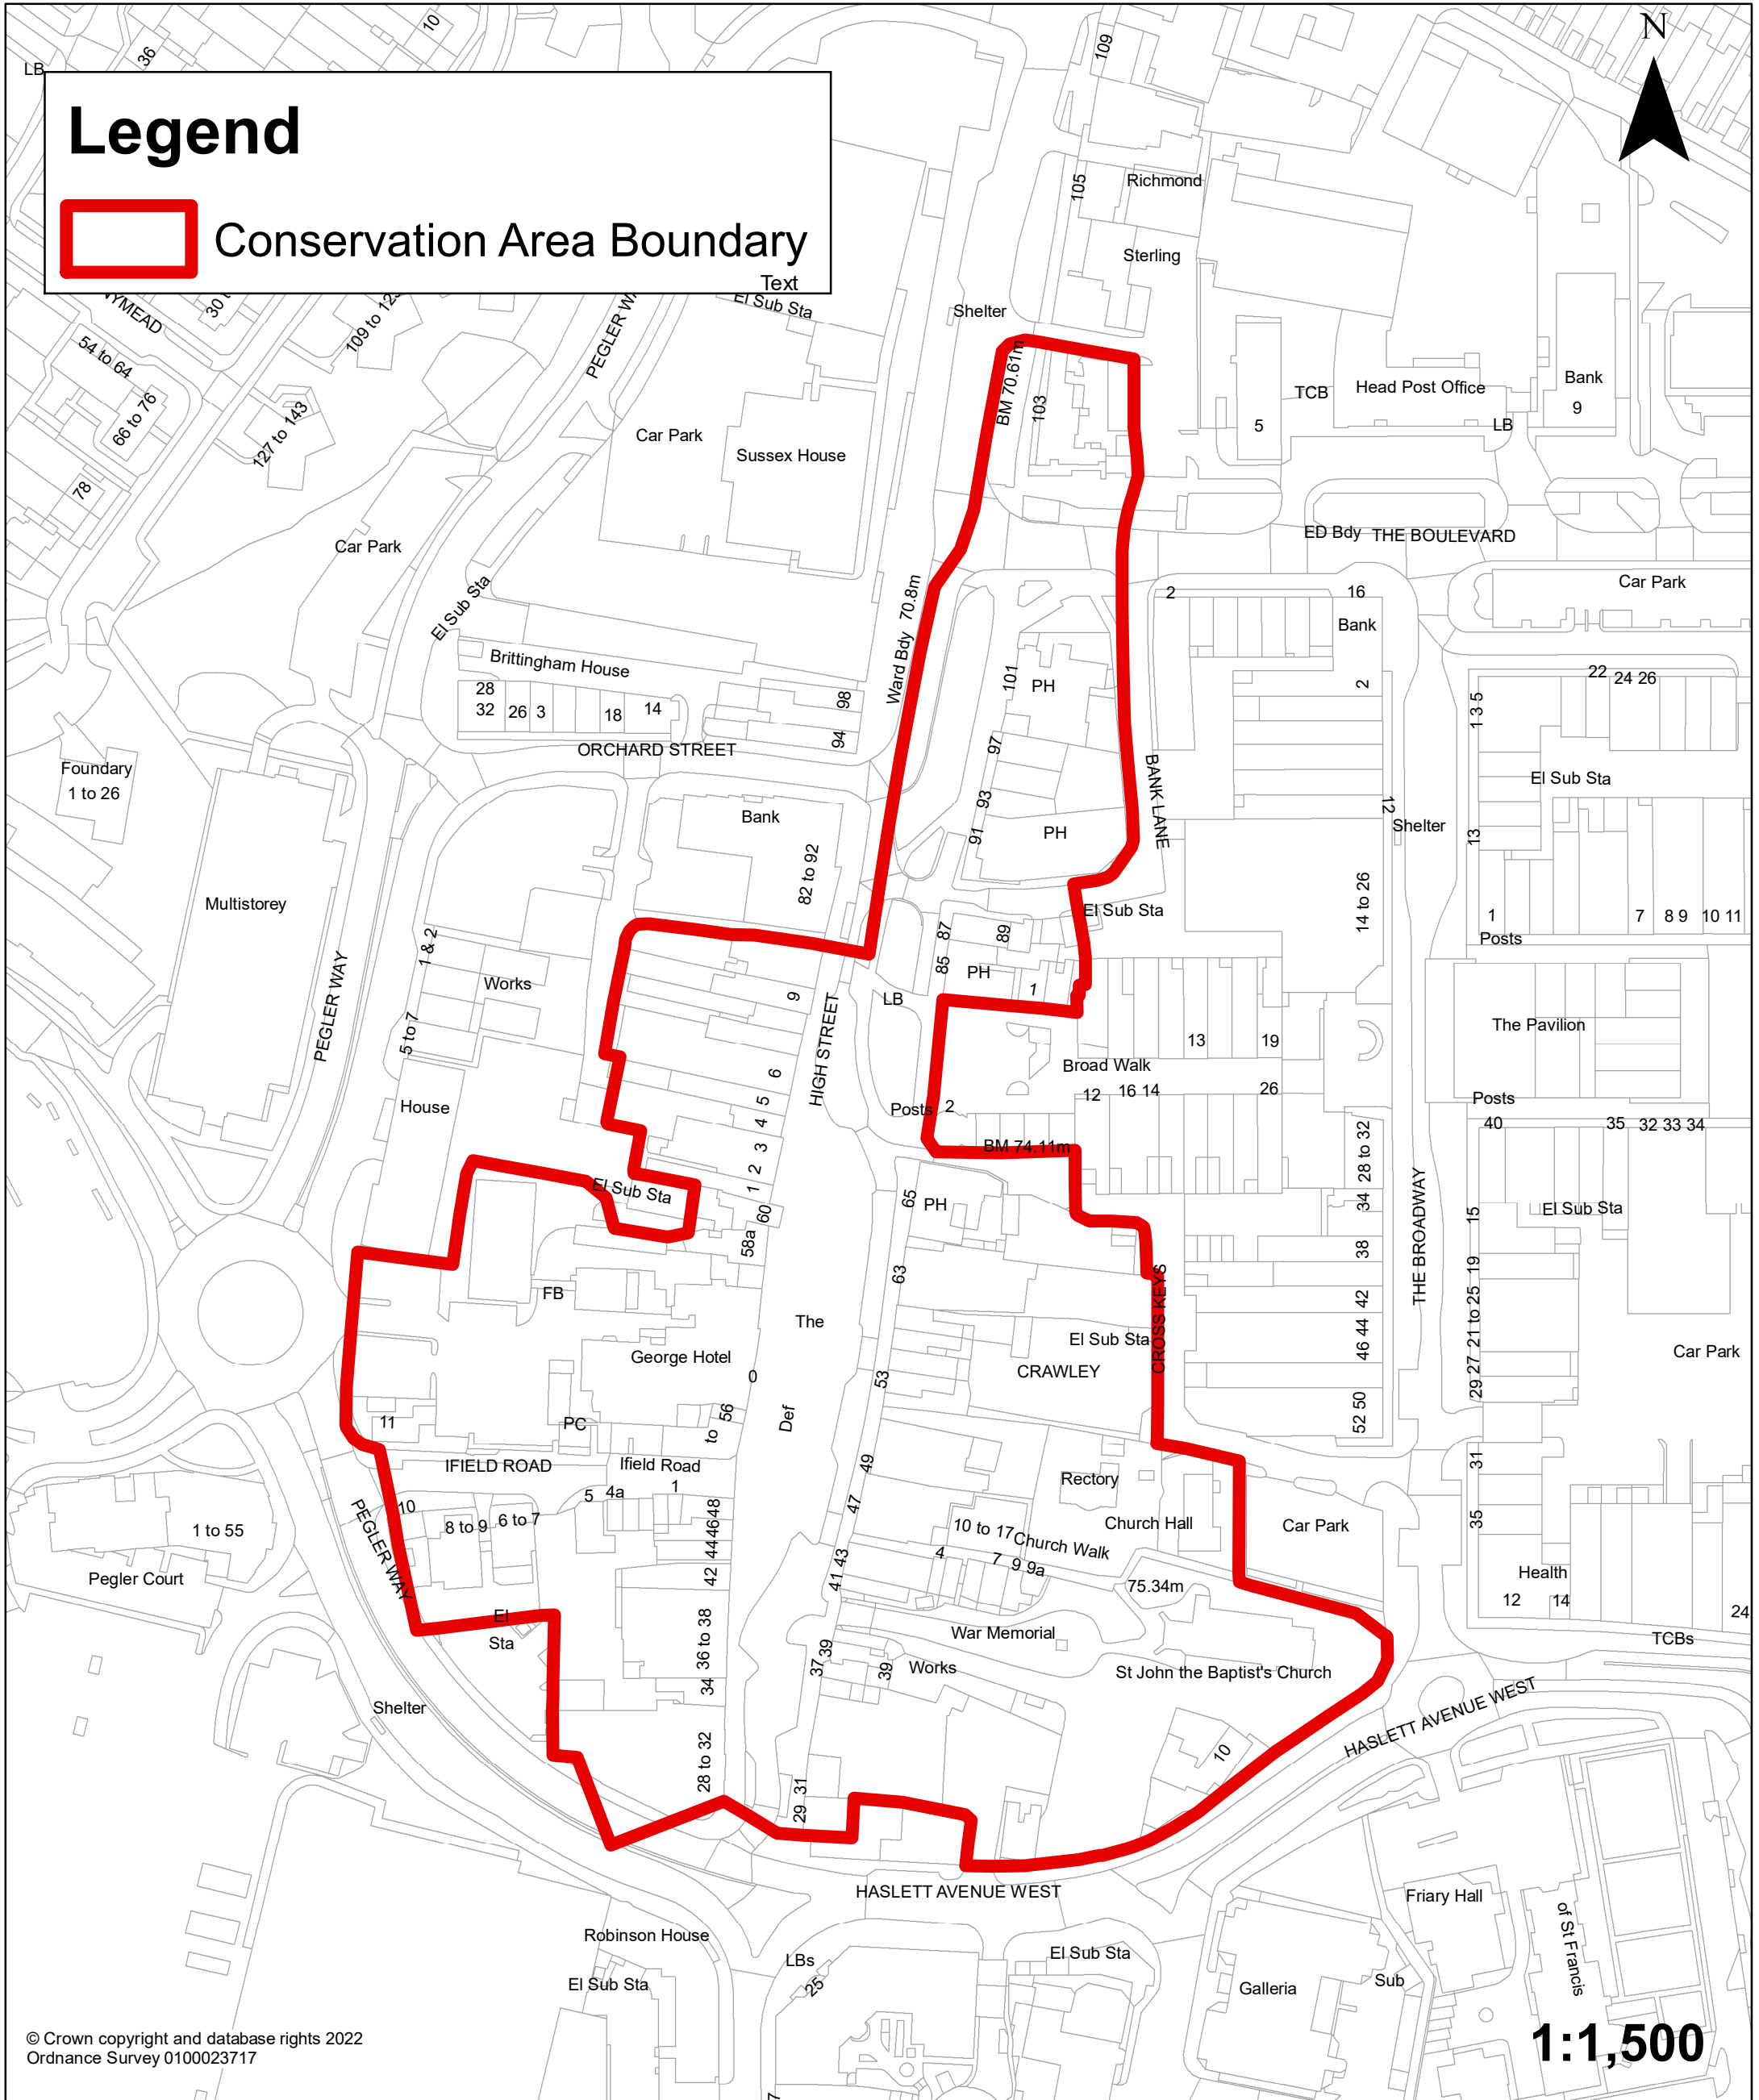 LB
36
10
109
N
Legend
Conservation Area Boundary
Text
El Sub Sta
105
Richmond
Sterling
Shelter
NYMEAD
54 to 64
66 to 76
78
127 to 143
PEGLER
Car Park
Sussex House
Car Park
El Sub Sta
BM 70.61m
103
5
TCB
Head Post Office
LB
Bank
9
ED Bdy
THE BOULEVARD
Car Park
Ward Bdy
70.8m
Brittingham House
28
32
26
3
18
14
98
94
ORCHARD STREET
101
PH
97
93
91
PH
BANK LANE
2
16
Bank
2
12
Shelter
14 to 26
22
24 26
1 3 5
El Sub Sta
13
1
7
8 9
10 11
Posts
Foundary
1 to 26
Multistorey
PEGLER WAY
Bank
82 to 92
1 & 2
Works
5 to 7
House
9
6
5
4
3
2
1
60
58a
HIGH STREET
LB
87
89
85
PH
1
El Sub Sta
Broad Walk
13
19
12
16 14
26
Posts
2
BM 74.11m
The Pavilion
Posts
40
35
32 33 34
28 to 32
34
38
42
46 44
52 50
THE BROADWAY
El Sub Sta
15
19
21 to 25
29 27
31
35
Car Park
El Sub Sta
FB
George Hotel
0
The
Def
65
PH
63
El Sub Sta
CRAWLEY
CROSS KEYS
53
49
47
41 43
11
PC
to 56
IFIELD ROAD
Ifield Road
10
8 to 9
6 to 7
5
4a
1
444648
42
36 to 38
34
28 to 32
PEGLER WAY
El
Sta
Shelter
1 to 55
Pegler Court
Rectory
Church Hall
Car Park
10 to 17
Church Walk
4
7
9 9a
75.34m
War Memorial
37
39
39
Works
St John the Baptist's Church
10
29
31
Health
12
14
24
TCBs
HASLETT AVENUE WEST
HASLETT AVENUE WEST
Robinson House
El Sub Sta
LBs
25
El Sub Sta
Galleria
Sub
Friary Hall
of St Francis
© Crown copyright and database rights 2022
Ordnance Survey 0100023717
1:1,500